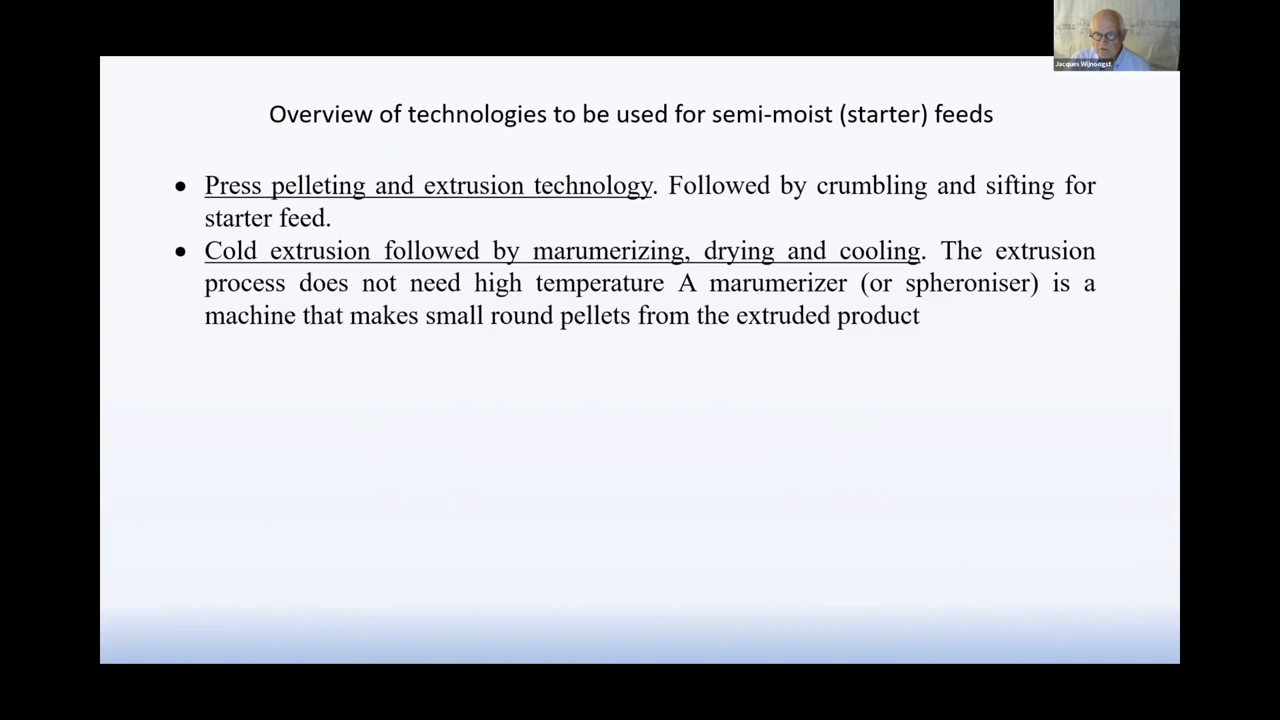 Jacques Wijnoogst
Overview of technologies to be used for semi-moist (starter) feeds
• Press pelleting and extrusion technology. Followed by crumbling and sifting for
starter feed.
• Cold extrusion followed by marumerizing, drying and cooling. The extrusion
process does not need high temperature A marumerizer (or spheroniser) is a
machine that makes small round pellets from the extruded product